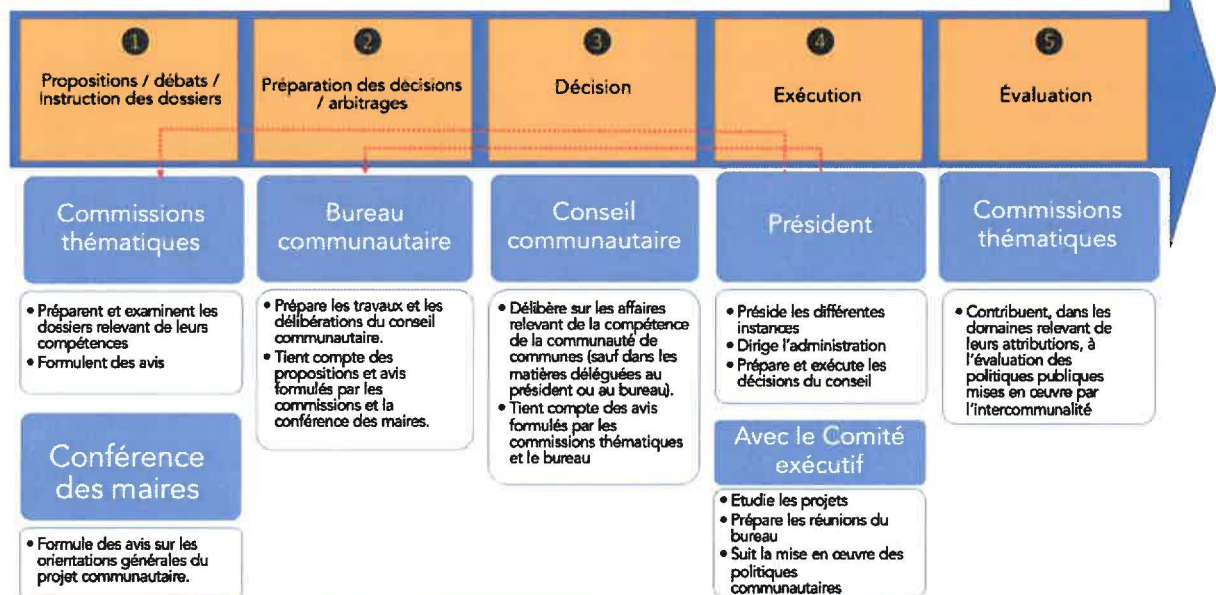 ❶
Propositions / débats /
Instruction des dossiers
❷
Préparation des décisions
/ arbitrages
❸
Décision
❹
Exécution
❺
Évaluation
Commissions
thématiques
• Préparent et examinent les
dossiers relevant de leurs
compétences
• Formulent des avis
Conférence
des maires
• Formule des avis sur les
orientations générales du
projet communautaire.
Bureau
communautaire
• Prépare les travaux et les
délibérations du conseil
communautaire.
• Tient compte des
propositions et avis
formulés par les
commissions et la
conférence des maires.
Conseil
communautaire
• Délibère sur les affaires
relevant de la compétence
de la communauté de
communes (sauf dans les
matières déléguées au
président ou au bureau).
• Tient compte des avis
formulés par les
commissions thématiques
et le bureau
Président
• Préside les différentes
instances
• Dirige l'administration
• Prépare et exécute les
décisions du conseil
Avec le Comité
exécutif
• Etudie les projets
• Prépare les réunions du
bureau
• Suit la mise en œuvre des
politiques
communautaires
Commissions
thématiques
• Contribuent, dans les
domaines relevant de
leurs attributions, à
l'évaluation des
politiques publiques
mises en œuvre par
l'intercommunalité